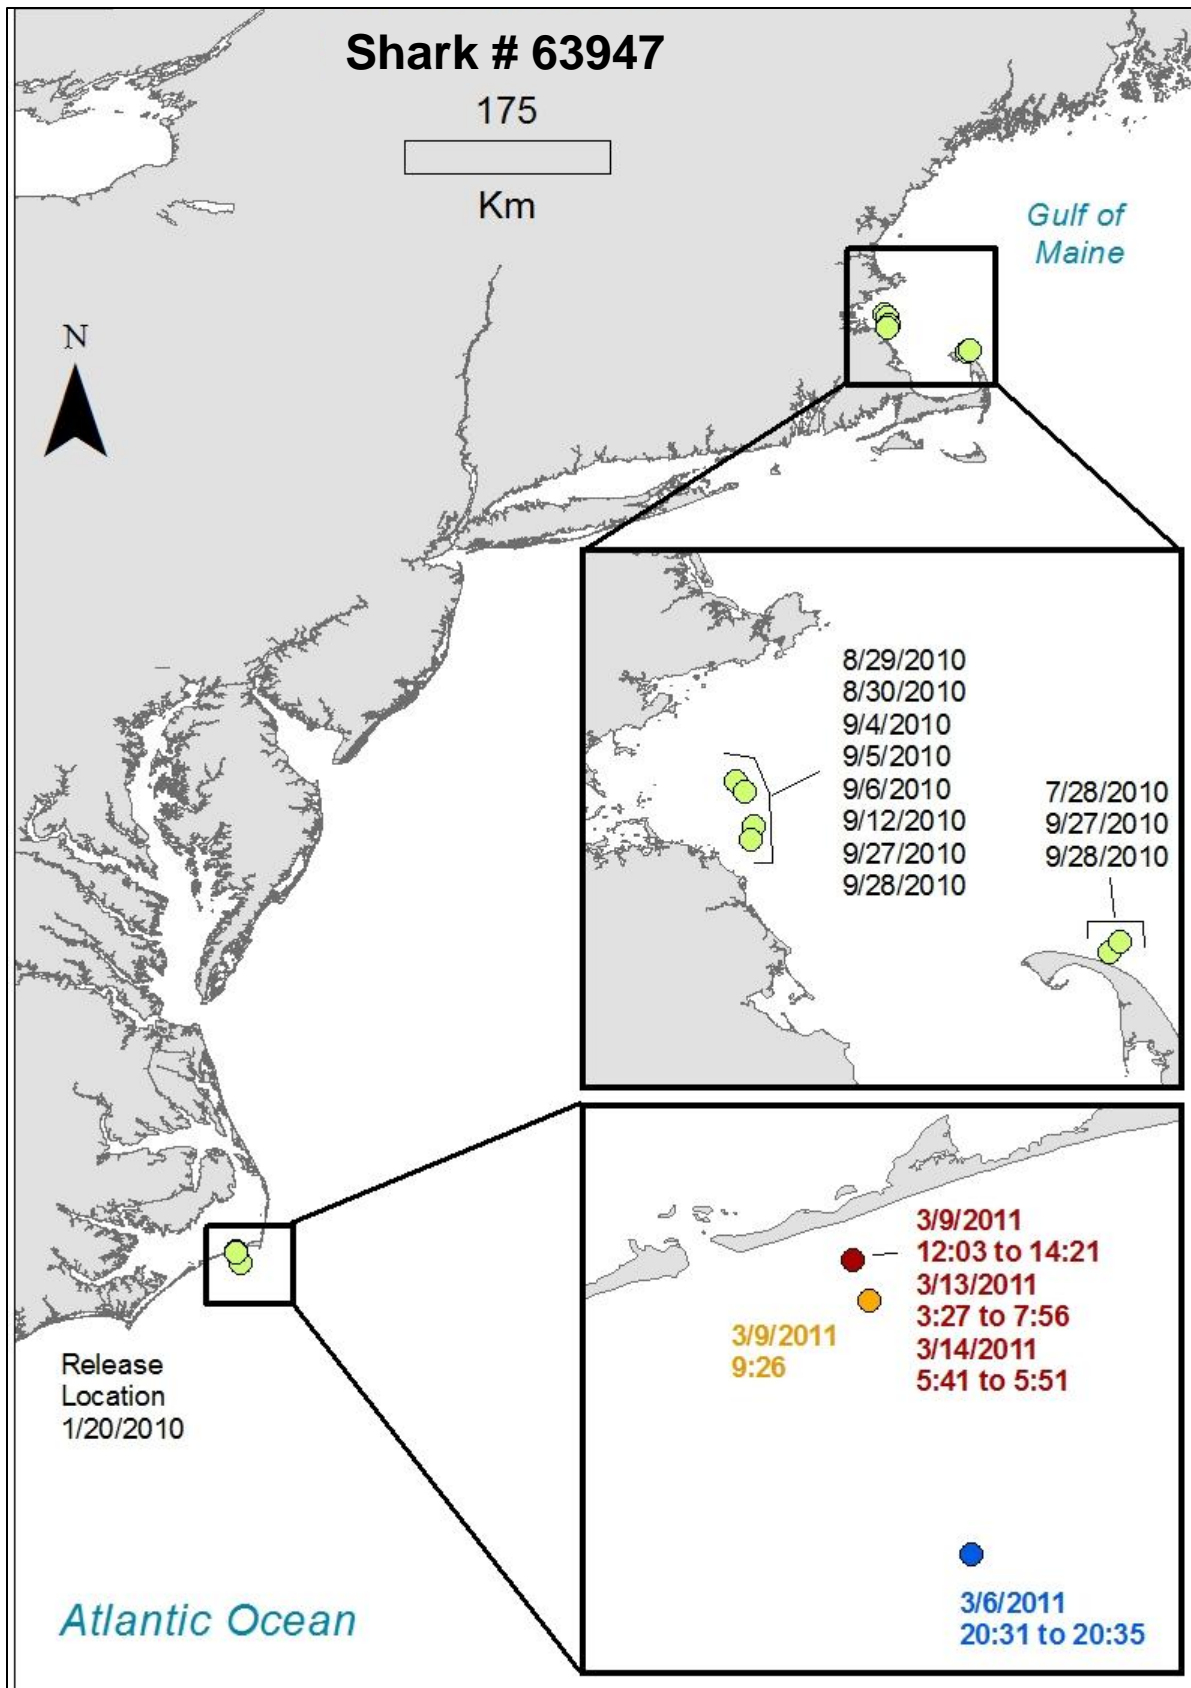 Shark # 63947
175
Km
Gulf of
Maine
N
8/29/2010
8/30/2010
9/4/2010
9/5/2010
9/6/2010
9/12/2010
9/27/2010
9/28/2010
7/28/2010
9/27/2010
9/28/2010
3/9/2011
12:03 to 14:21
3/13/2011
3:27 to 7:56
3/14/2011
5:41 to 5:51
3/9/2011
9:26
Release
Location
1/20/2010
3/6/2011
20:31 to 20:35
Atlantic Ocean